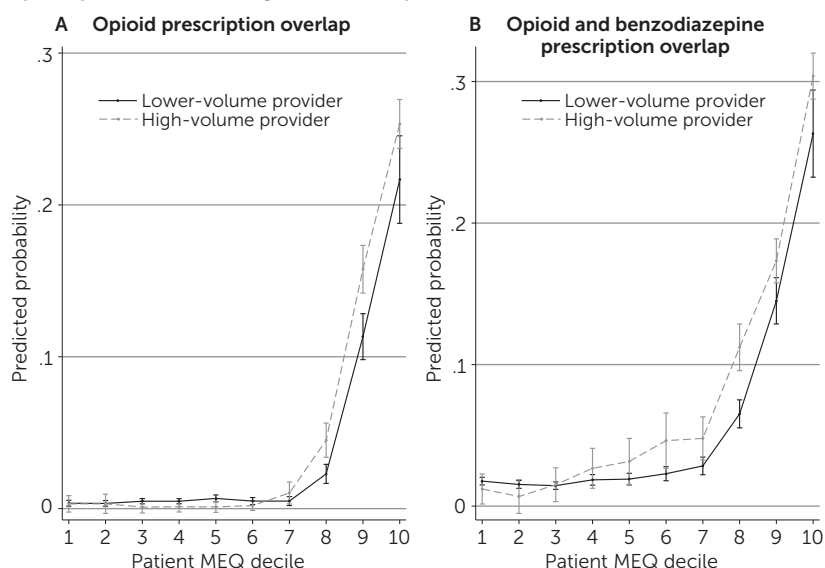 A Opioid prescription overlap
.3
Lower-volume provider
High-volume provider
.2
.1
0
Predicted probability
1 2 3 4 5 6 7 8 9 10
Patient MEQ decile
B Opioid and benzodiazepine
prescription overlap
.3
Lower-volume provider
High-volume provider
.2
.1
0
Predicted probability
1 2 3 4 5 6 7 8 9 10
Patient MEQ decile